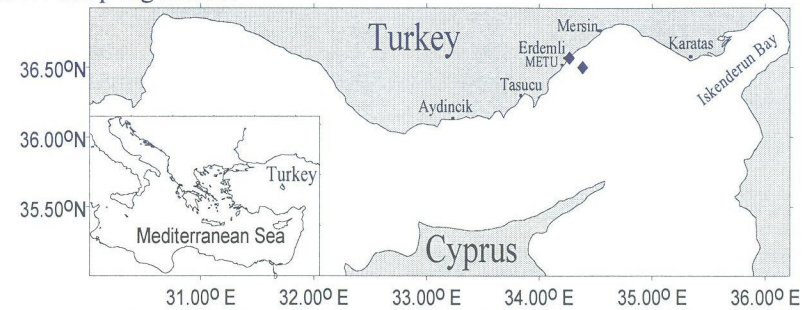 Turkey
Mersin
Erdemli
METU
Karatas
Iskenderun Bay
Tasucu
Aydincik
36.50ºN
36.00ºN
35.50ºN
Turkey
Mediterranean Sea
Cyprus
31.00º E
32.00º E
33.00º E
34.00º E
35.00º E
36.00º E